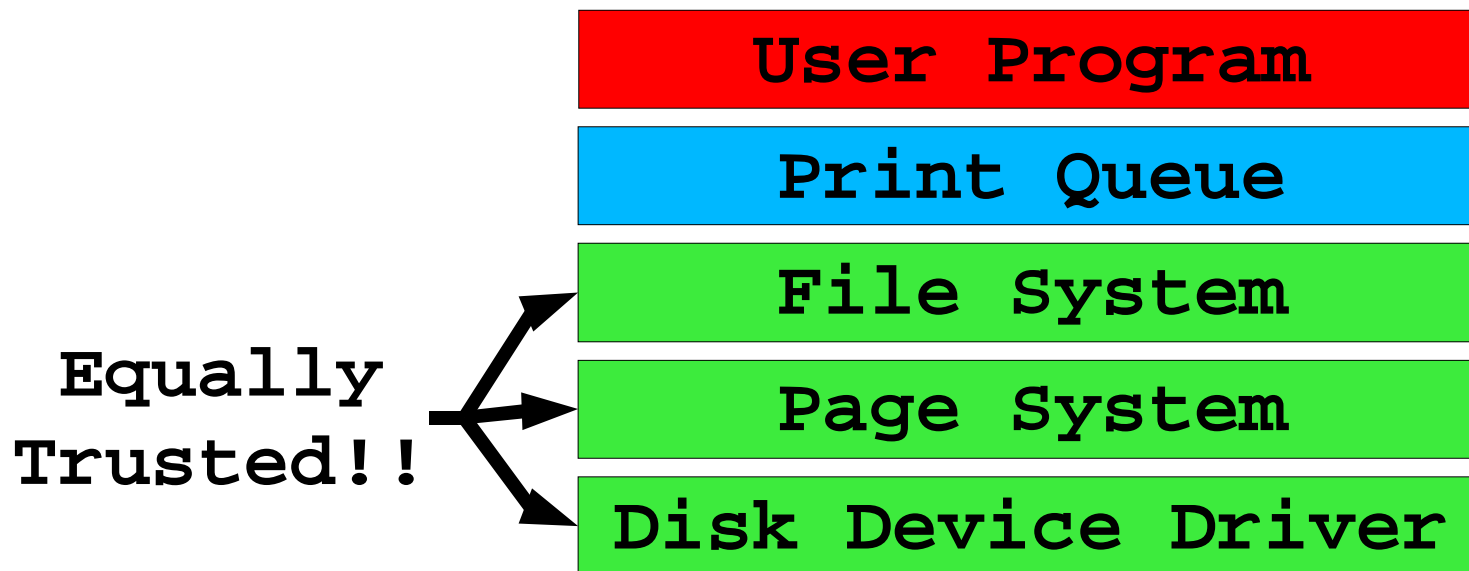 User Program
Print Queue
File System
Equally
Trusted!!
Page System
Disk Device Driver